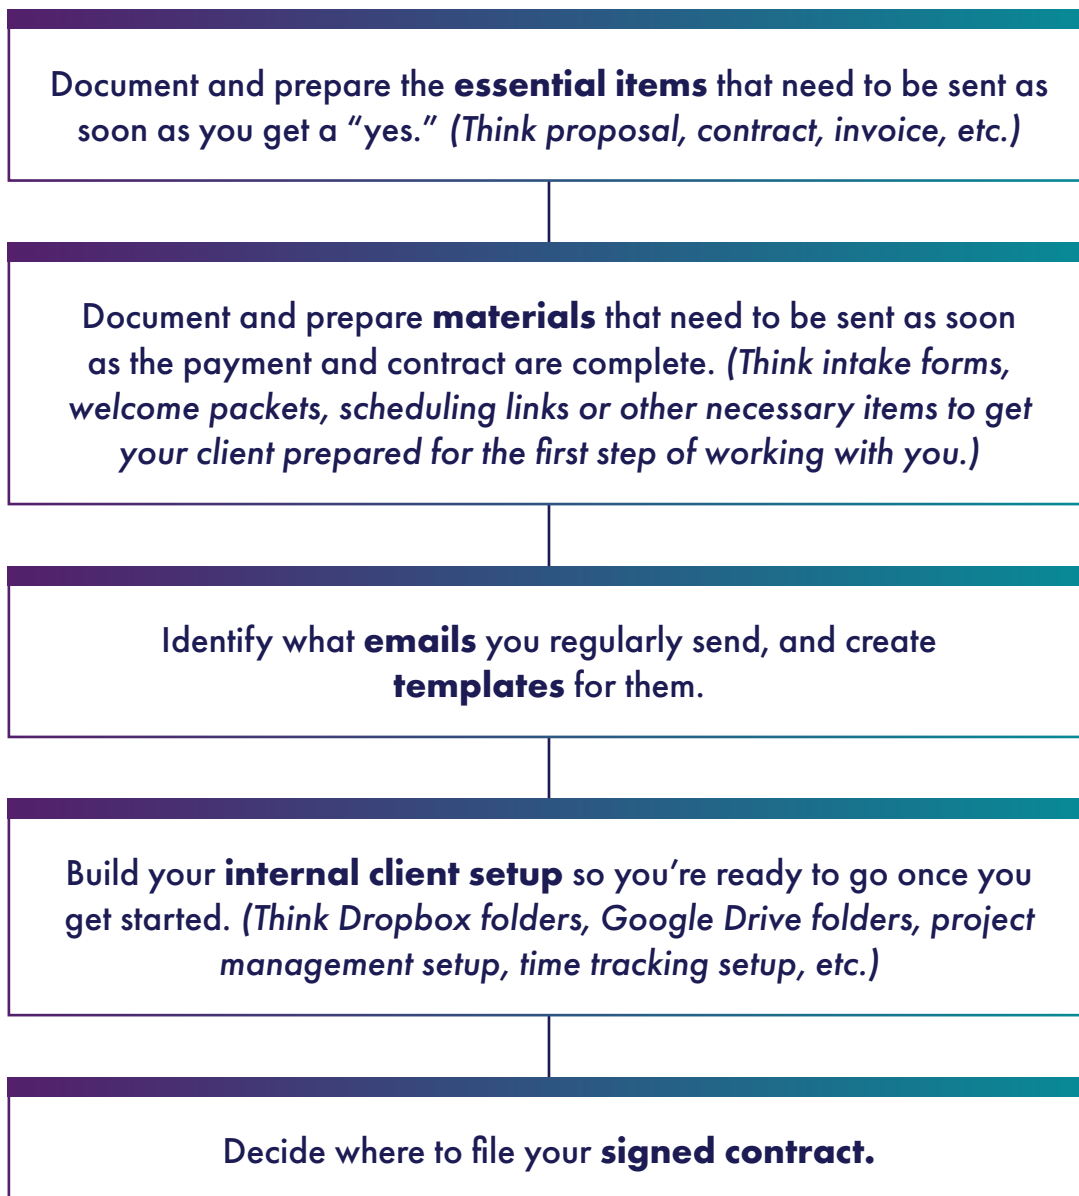 Document and prepare the essential items that need to be sent as
soon as you get a “yes.” (Think proposal, contract, invoice, etc.)
Document and prepare materials that need to be sent as soon
as the payment and contract are complete. (Think intake forms,
welcome packets, scheduling links or other necessary items to get
your client prepared for the first step of working with you.)
Identify what emails you regularly send, and create
templates for them.
Build your internal client setup so you’re ready to go once you
get started. (Think Dropbox folders, Google Drive folders, project
management setup, time tracking setup, etc.)
Decide where to file your signed contract.